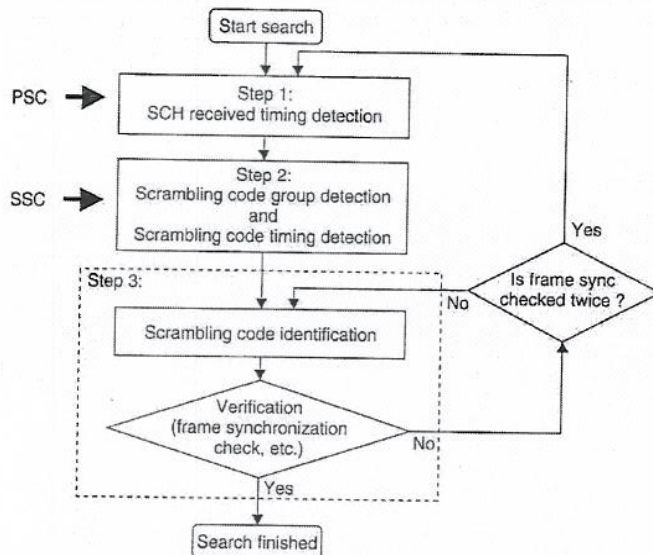 Start search
PSC
Step 1:
SCH received timing detection
SSC
Step 2:
Scrambling code group detection
and
Scrambling code timing detection
Yes
Is frame sync
checked twice ?
No
Step 3:
Scrambling code identification
Verification
(frame synchronization
check, etc.)
No
Yes
Search finished